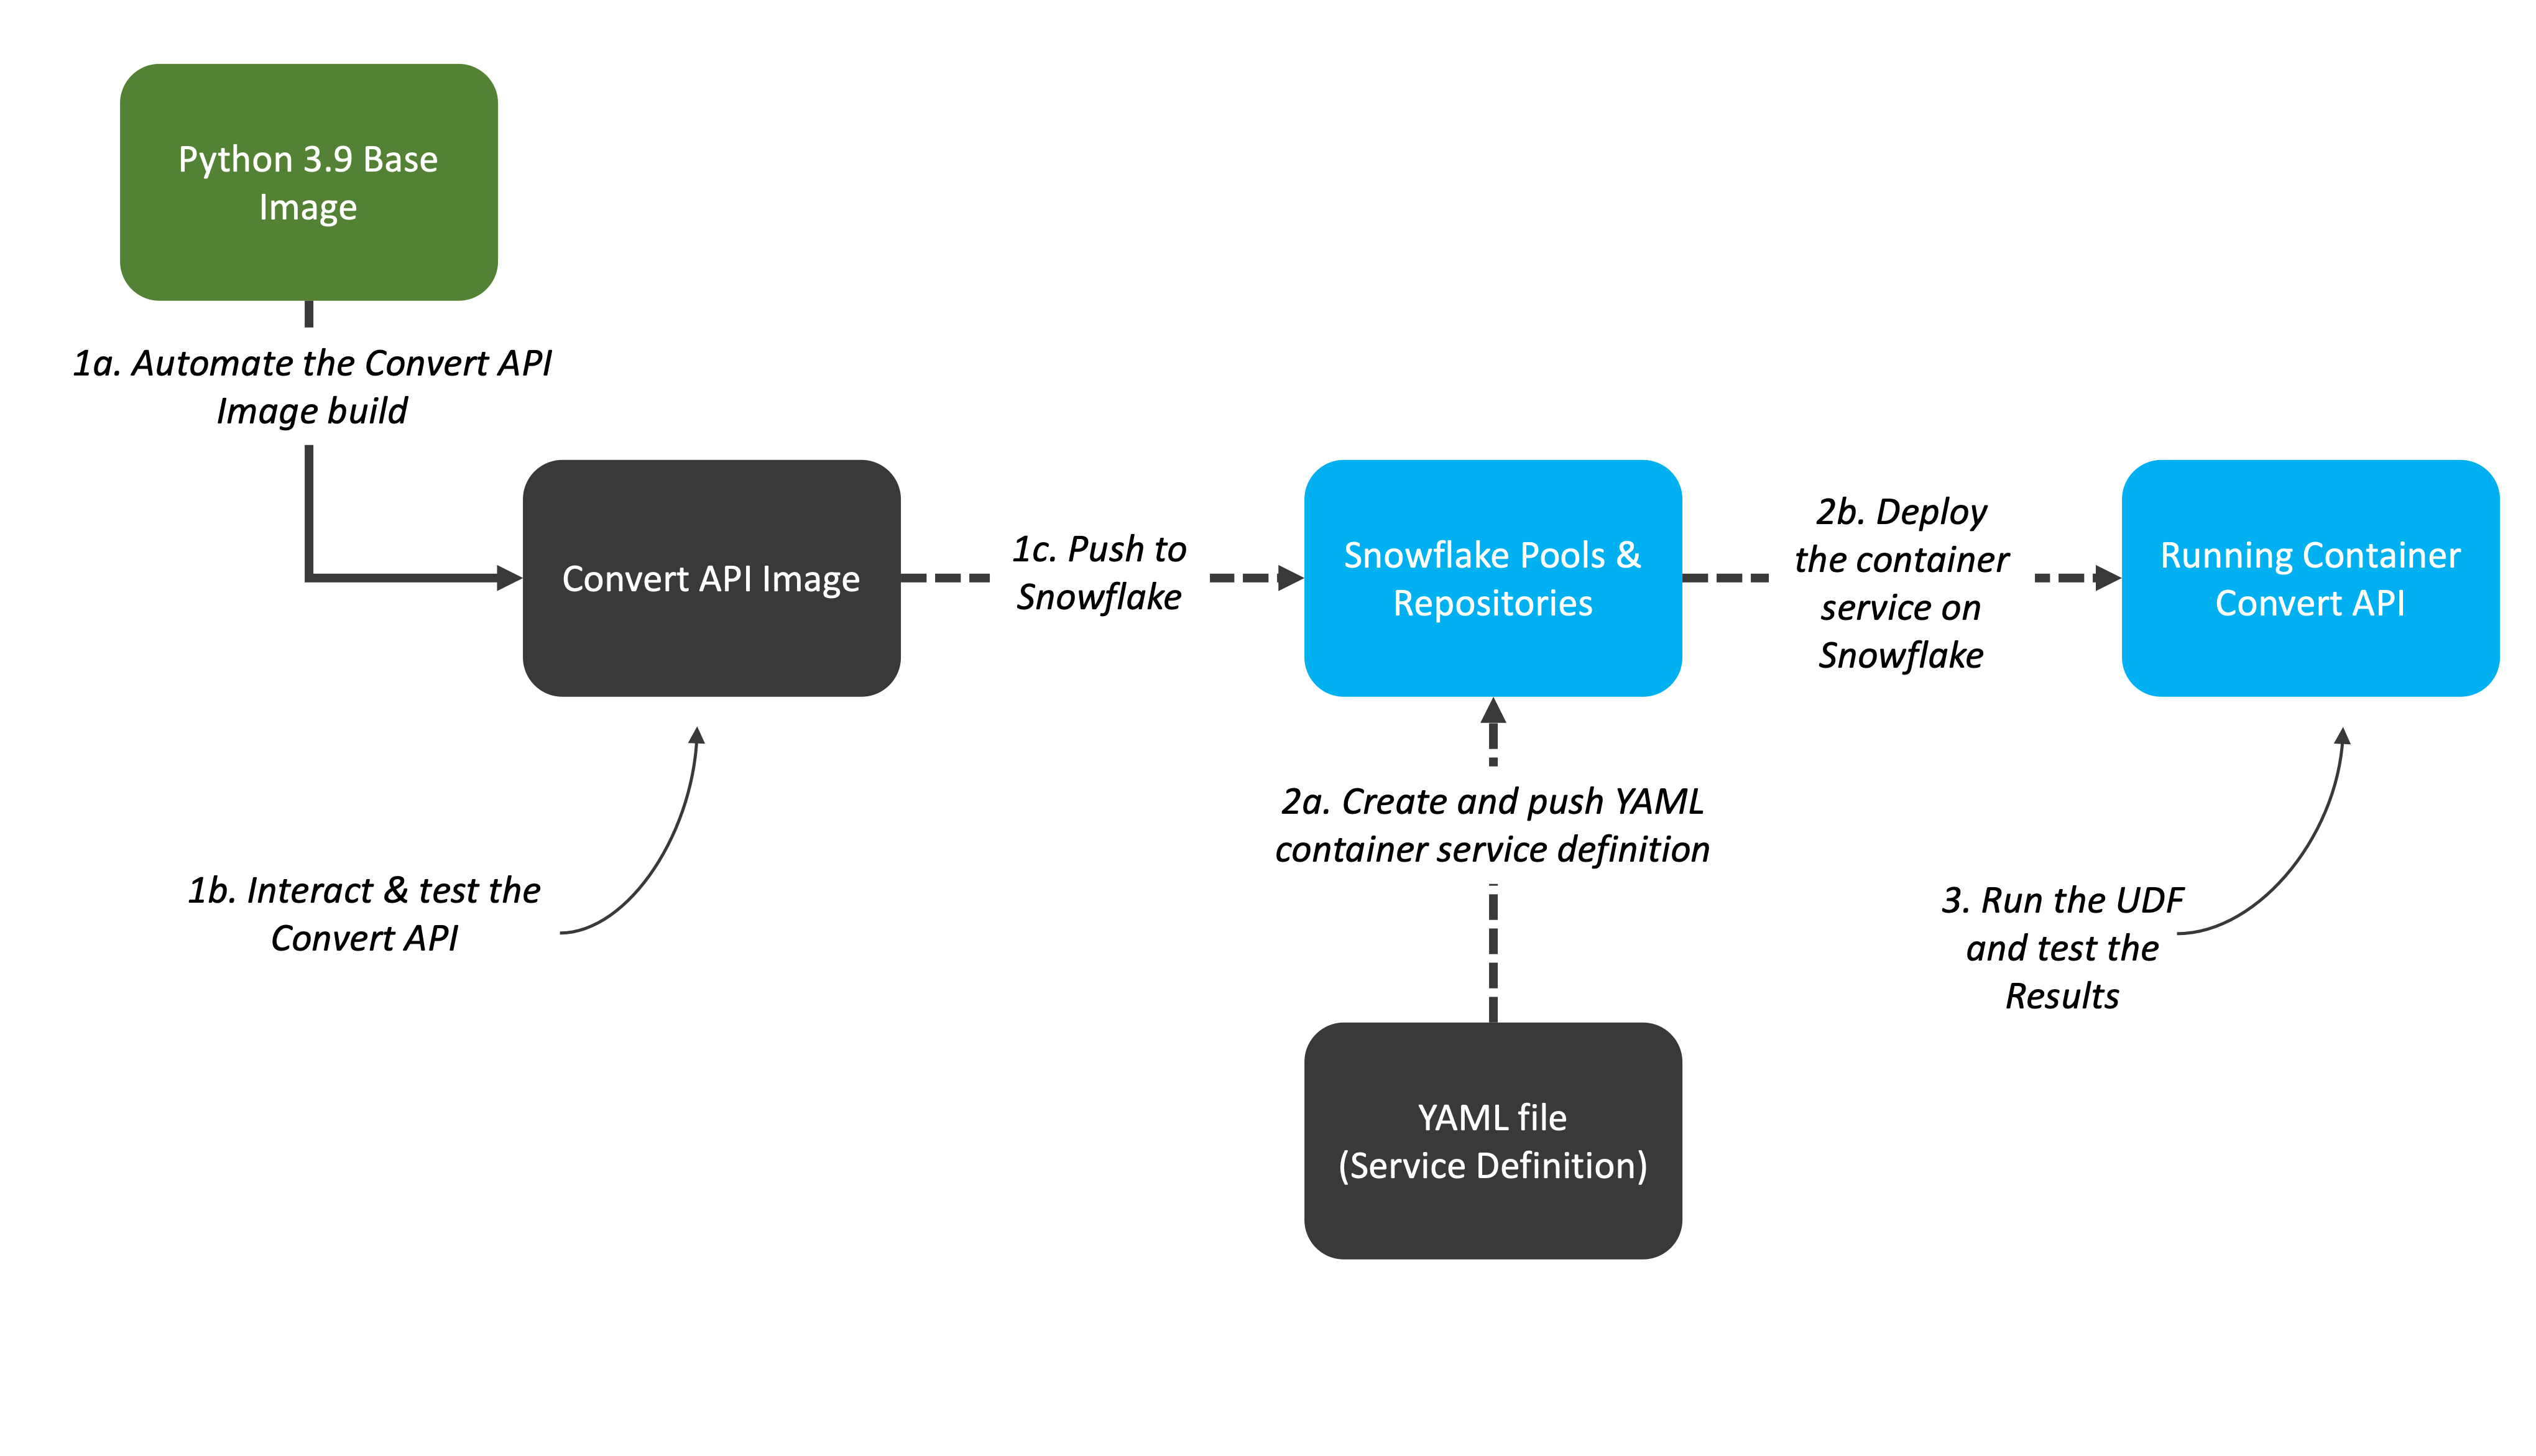 Python 3.9 Base
Image
1a. Automate the Convert API
Image build
Convert API Image
1b. Interact & test the
Convert API
1c. Push to
Snowflake
Snowflake Pools &
Repositories
2a. Create and push YAML
container service definition
YAML file
(Service Definition)
2b. Deploy
the container
service on
Snowflake
Running Container
Convert API
3. Run the UDF
and test the
Results